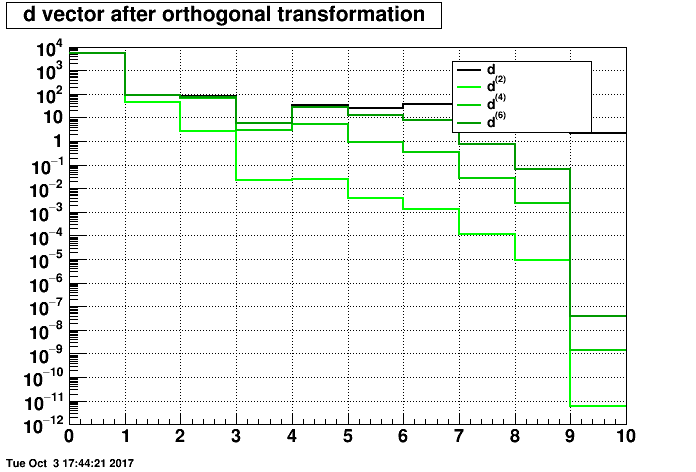 d vector after orthogonal transformation
10⁴
10³
10²
10
1
10⁻¹
10⁻²
10⁻³
10⁻⁴
10⁻⁵
10⁻⁶
10⁻⁷
10⁻⁸
10⁻⁹
10⁻¹⁰
10⁻¹¹
10⁻¹²
d
d⁽²⁾
d⁽⁴⁾
d⁽⁶⁾
0 1 2 3 4 5 6 7 8 9 10
Tue Oct 3 17:44:21 2017